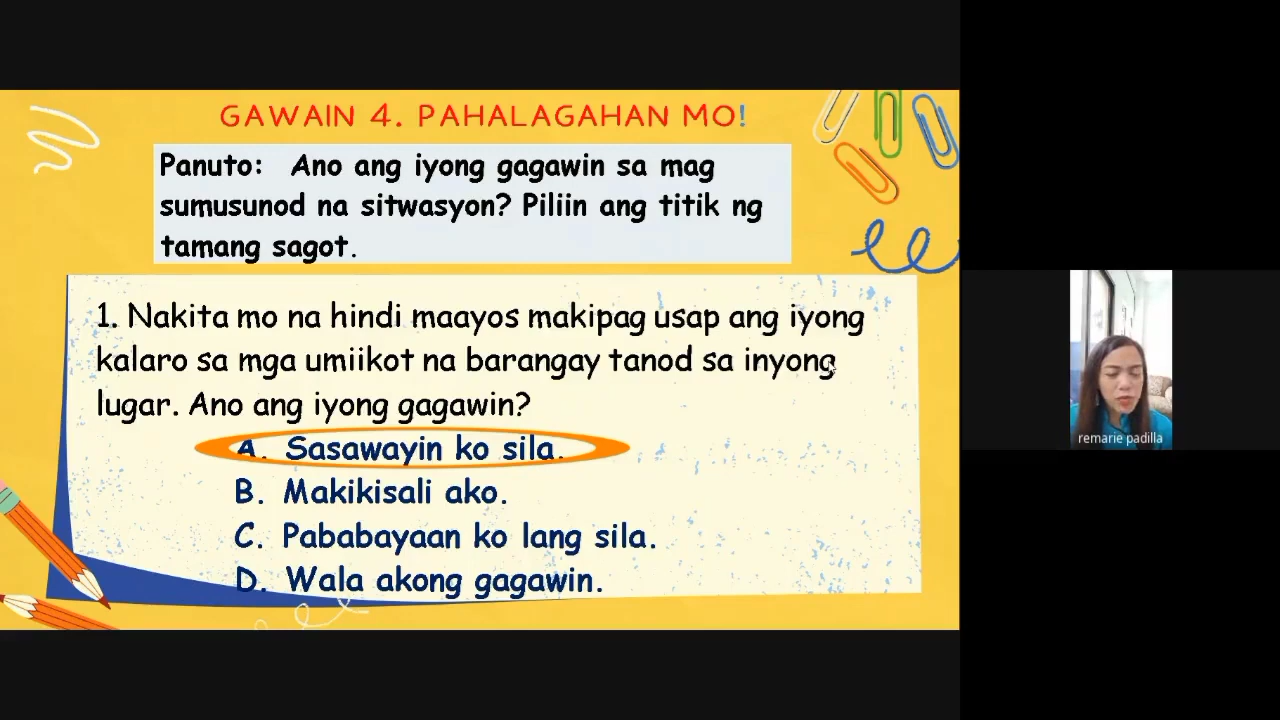 GAWAIN 4. PAHALAGAHAN MO!
Panuto: Ano ang iyong gagawin sa mag
sumusunod na sitwasyon? Piliin ang titik ng
tamang sagot.
1. Nakita mo na hindi maayos makipag usap ang iyong
kalaro sa mga umiikot na barangay tanod sa inyong
lugar. Ano ang iyong gagawin?
A. Sasawayin ko sila.
B. Makikisali ako.
C. Pababayaan ko lang sila.
D. Wala akong gagawin.
remarie padilla